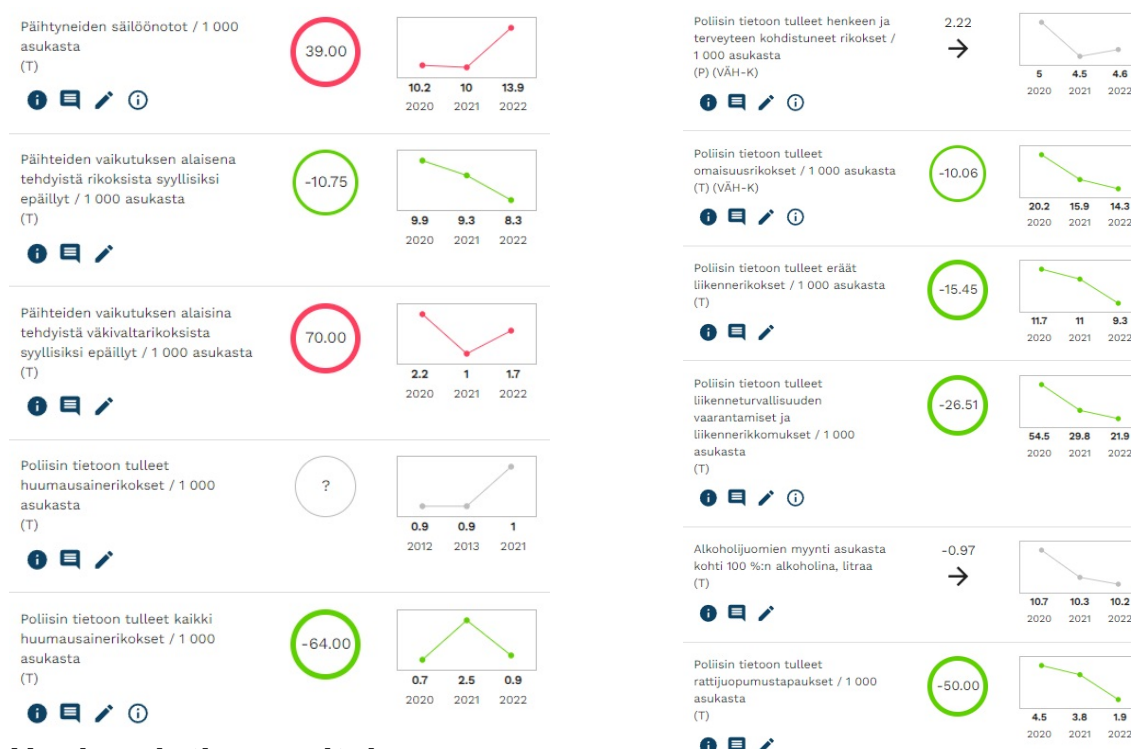 Päihtyneiden säilöönotot / 1 000
asukasta
(T)
39.00
10.2 10 13.9
2020 2021 2022
Päihteiden vaikutuksen alaisena
tehdyistä rikoksista syyllisiksi
epäillyt / 1 000 asukasta
(T)
-10.75
9.9 9.3 8.3
2020 2021 2022
Päihteiden vaikutuksen alaisina
tehdyistä väkivaltarikoksista
syyllisiksi epäillyt / 1 000 asukasta
(T)
70.00
2.2 1 1.7
2020 2021 2022
Poliisin tietoon tulleet
huumausainerikokset / 1 000
asukasta
(T)
?
0.9 0.9 1
2012 2013 2021
Poliisin tietoon tulleet kaikki
huumausainerikokset / 1 000
asukasta
(T)
-64.00
0.7 2.5 0.9
2020 2021 2022
Poliisin tietoon tulleet henkeen ja
terveyteen kohdistuneet rikokset /
1 000 asukasta
(P) (VÄH-K)
2.22
5 4.5 4.6
2020 2021 2022
Poliisin tietoon tulleet
omaisuusrikokset / 1 000 asukasta
(T) (VÄH-K)
-10.06
20.2 15.9 14.3
2020 2021 2022
Poliisin tietoon tulleet eräät
liikennerikokset / 1 000 asukasta
(T)
-15.45
11.7 11 9.3
2020 2021 2022
Poliisin tietoon tulleet
liikenneturvallisuuden
vaarantamiset ja
liikennerikkomukset / 1 000
asukasta
(T)
-26.51
54.5 29.8 21.9
2020 2021 2022
Alkoholijuomien myynti asukasta
kohti 100 %:n alkoholina, litraa
(T)
-0.97
10.7 10.3 10.2
2020 2021 2022
Poliisin tietoon tulleet
rattijuopumustapaukset / 1 000
asukasta
(T)
-50.00
4.5 3.8 1.9
2020 2021 2022